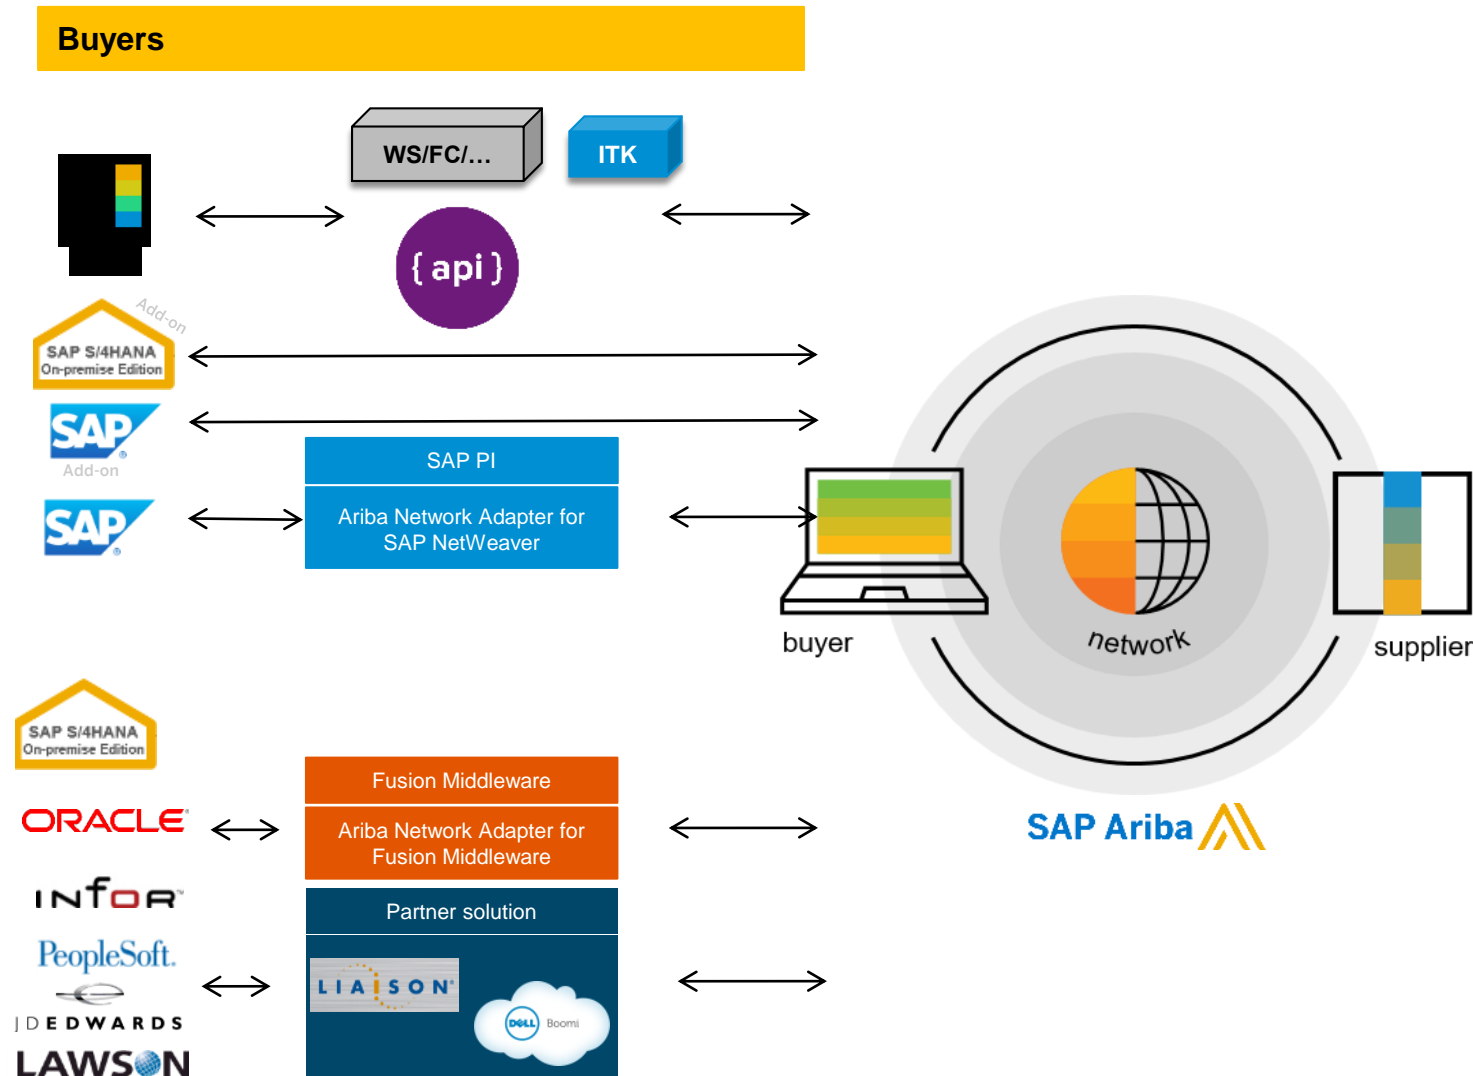 Buyers
WS/FC/...
ITK
{ api }
Add-on
SAP S/4HANA
On-premise Edition
SAP
®
Add-on
SAP PI
SAP
®
Ariba Network Adapter for
SAP NetWeaver
buyer
network
supplier
SAP S/4HANA
On-premise Edition
Fusion Middleware
ORACLE®
Ariba Network Adapter for
Fusion Middleware
SAP Ariba
infor™
Partner solution
PeopleSoft.
LIAISON®
DELL Boomi
JDEDWARDS
LAWSON